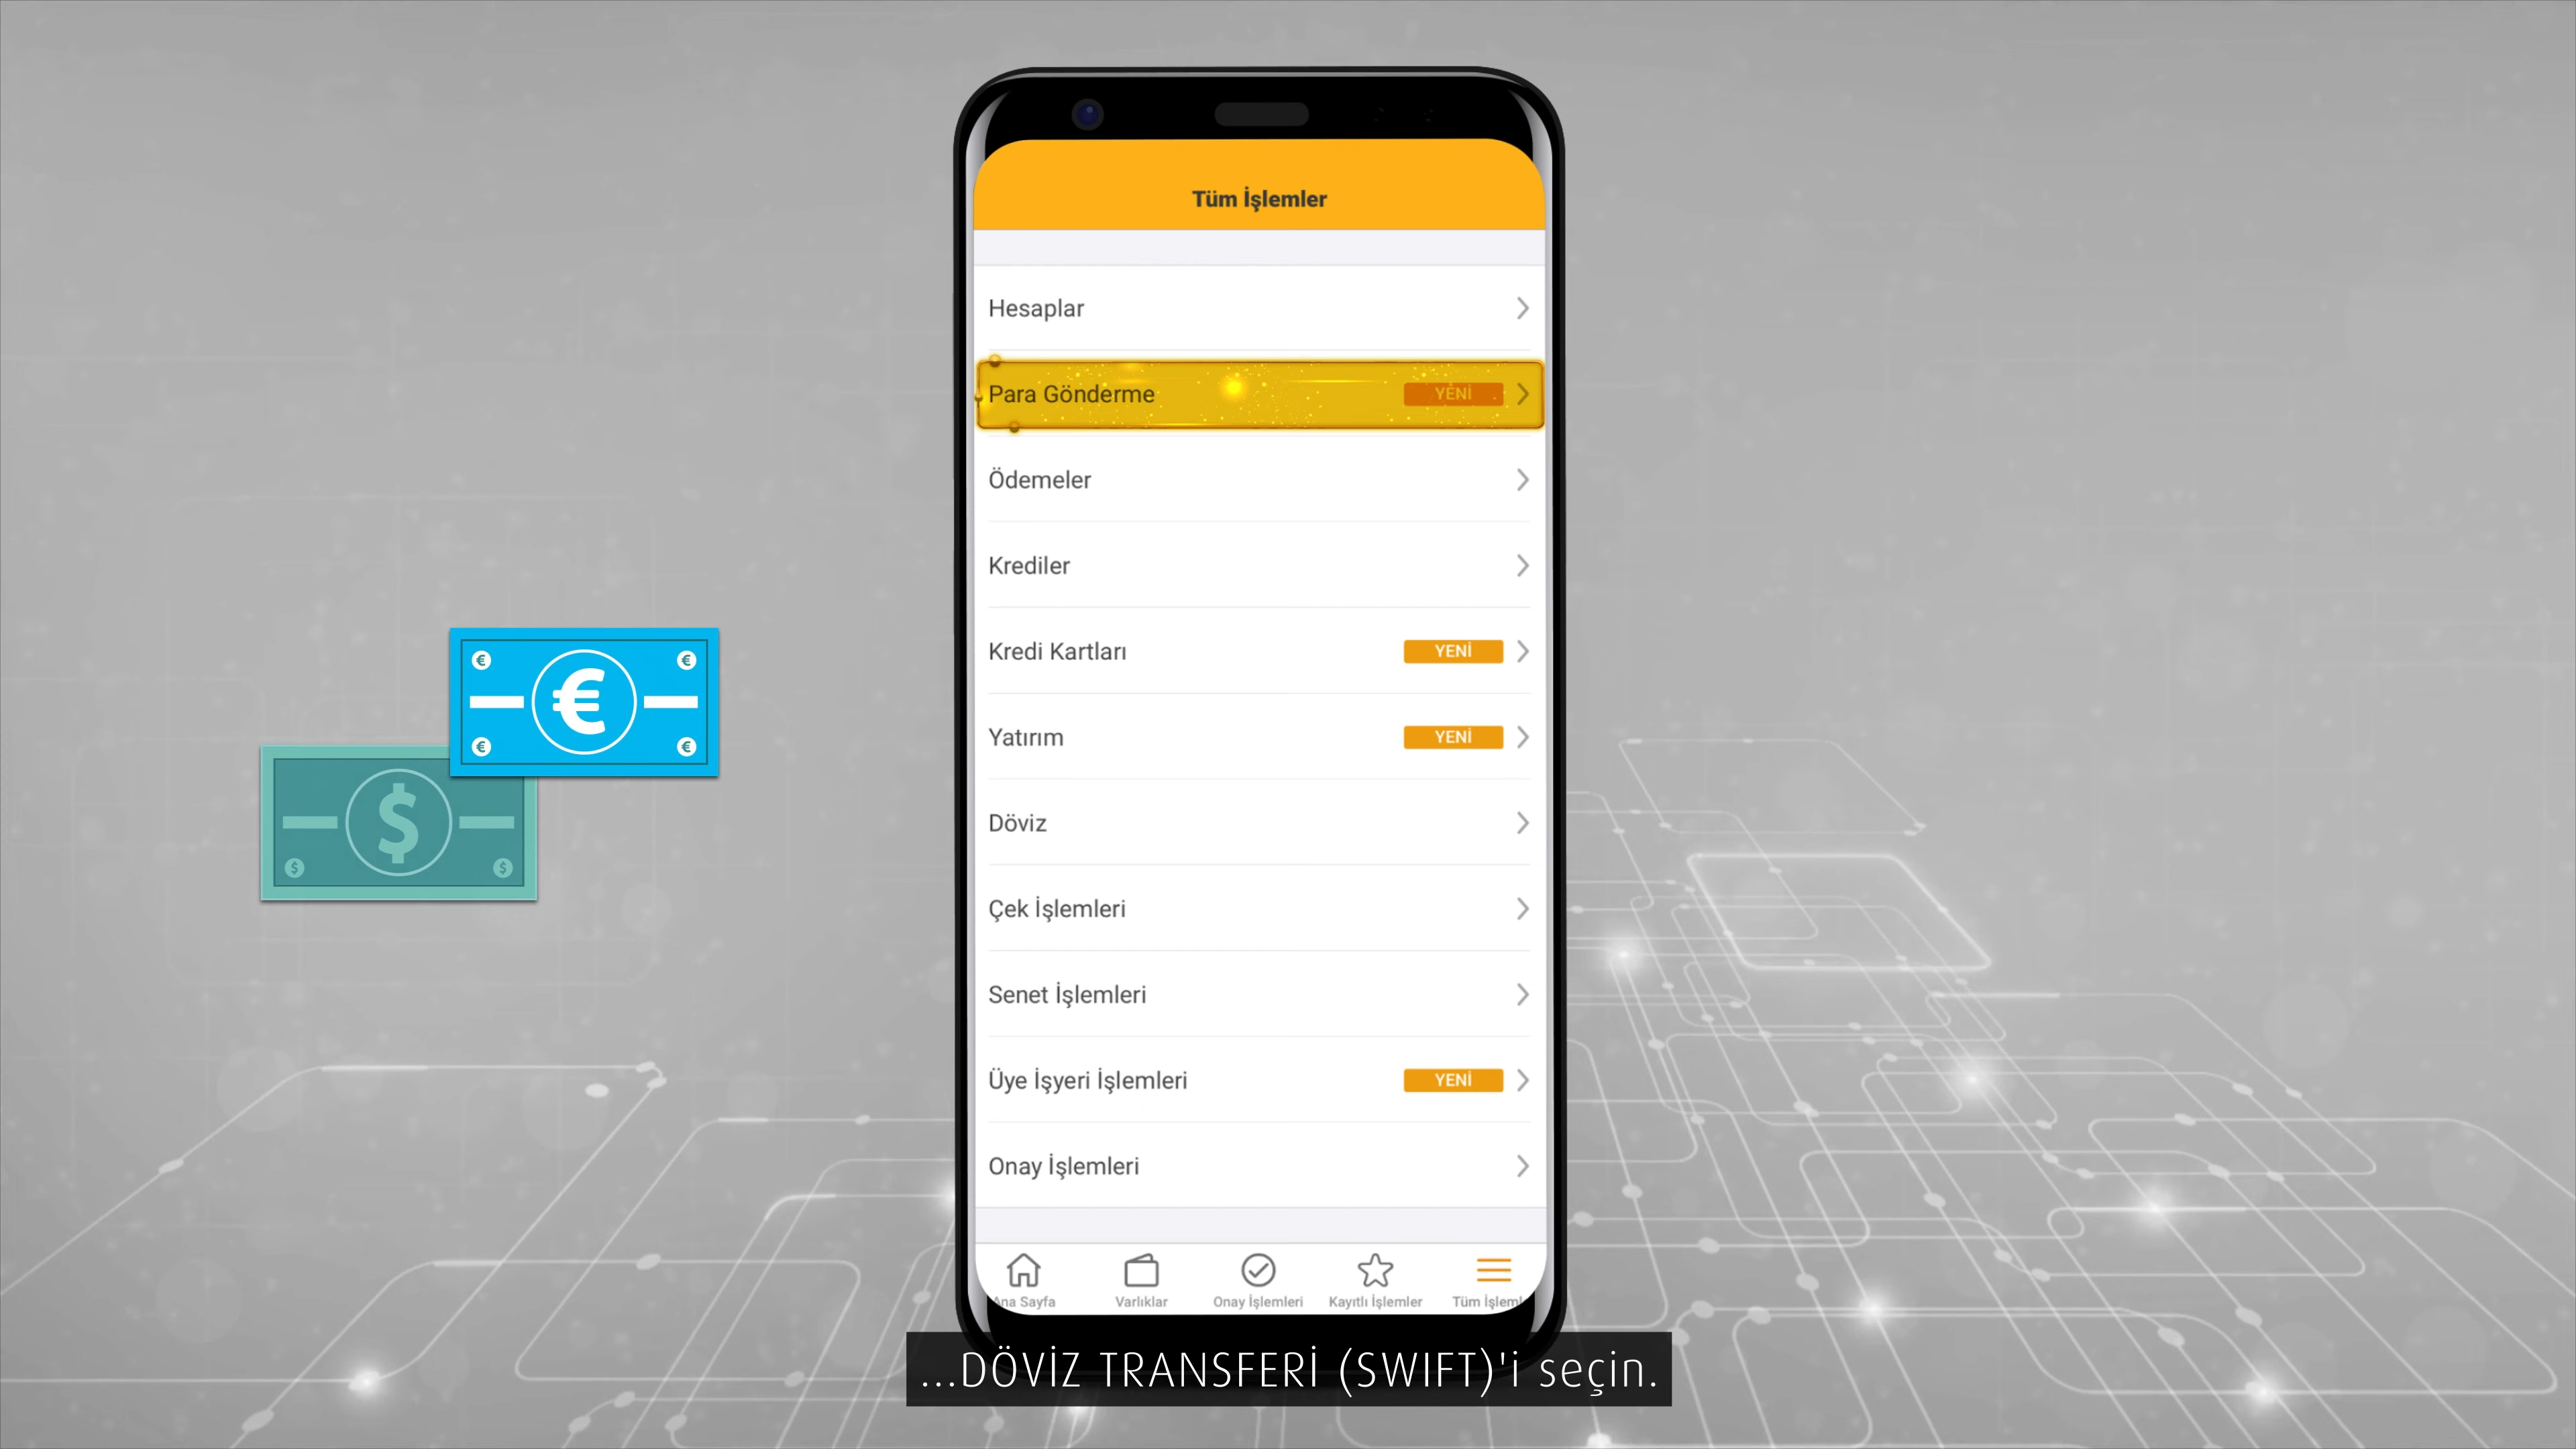 Tüm İşlemler
Hesaplar
Para Gönderme YENİ
Ödemeler
Krediler
Kredi Kartları YENİ
Yatırım YENİ
Döviz
Çek İşlemleri
Senet İşlemleri
Üye İşyeri İşlemleri YENİ
Onay İşlemleri
Ana Sayfa Varlıklar Onay İşlemleri Kayıtlı İşlemler Tüm İşleml
€ €
€
€ €
$
$ $
...DÖVİZ TRANSFERİ (SWIFT)'i seçin.